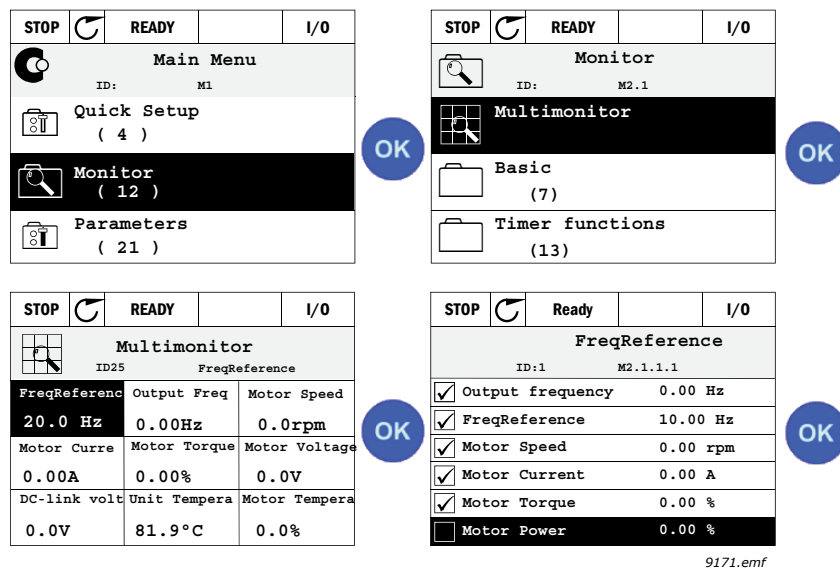 STOP READY I/O
Main Menu
ID: M1
Quick Setup
( 4 )
Monitor
( 12 )
Parameters
( 21 )
OK
STOP READY I/O
Monitor
ID: M2.1
Multimonitor
Basic
(7)
Timer functions
(13)
OK
STOP READY I/O
Multimonitor
ID25 FreqReference
FreqReferenc Output Freq Motor Speed
20.0 Hz 0.00Hz 0.0rpm
Motor Curre Motor Torque Motor Voltage
0.00A 0.00% 0.0V
DC-link volt Unit Tempera Motor Tempera
0.0V 81.9°C 0.0%
OK
STOP Ready I/O
FreqReference
ID:1 M2.1.1.1
Output frequency 0.00 Hz
FreqReference 10.00 Hz
Motor Speed 0.00 rpm
Motor Current 0.00 A
Motor Torque 0.00 %
Motor Power 0.00 %
OK
9171.emf